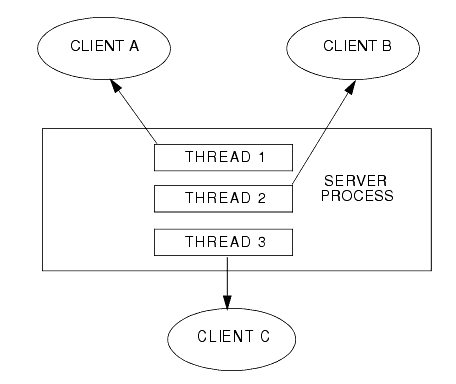 CLIENT A
CLIENT B
THREAD 1
THREAD 2
THREAD 3
SERVER
PROCESS
CLIENT C